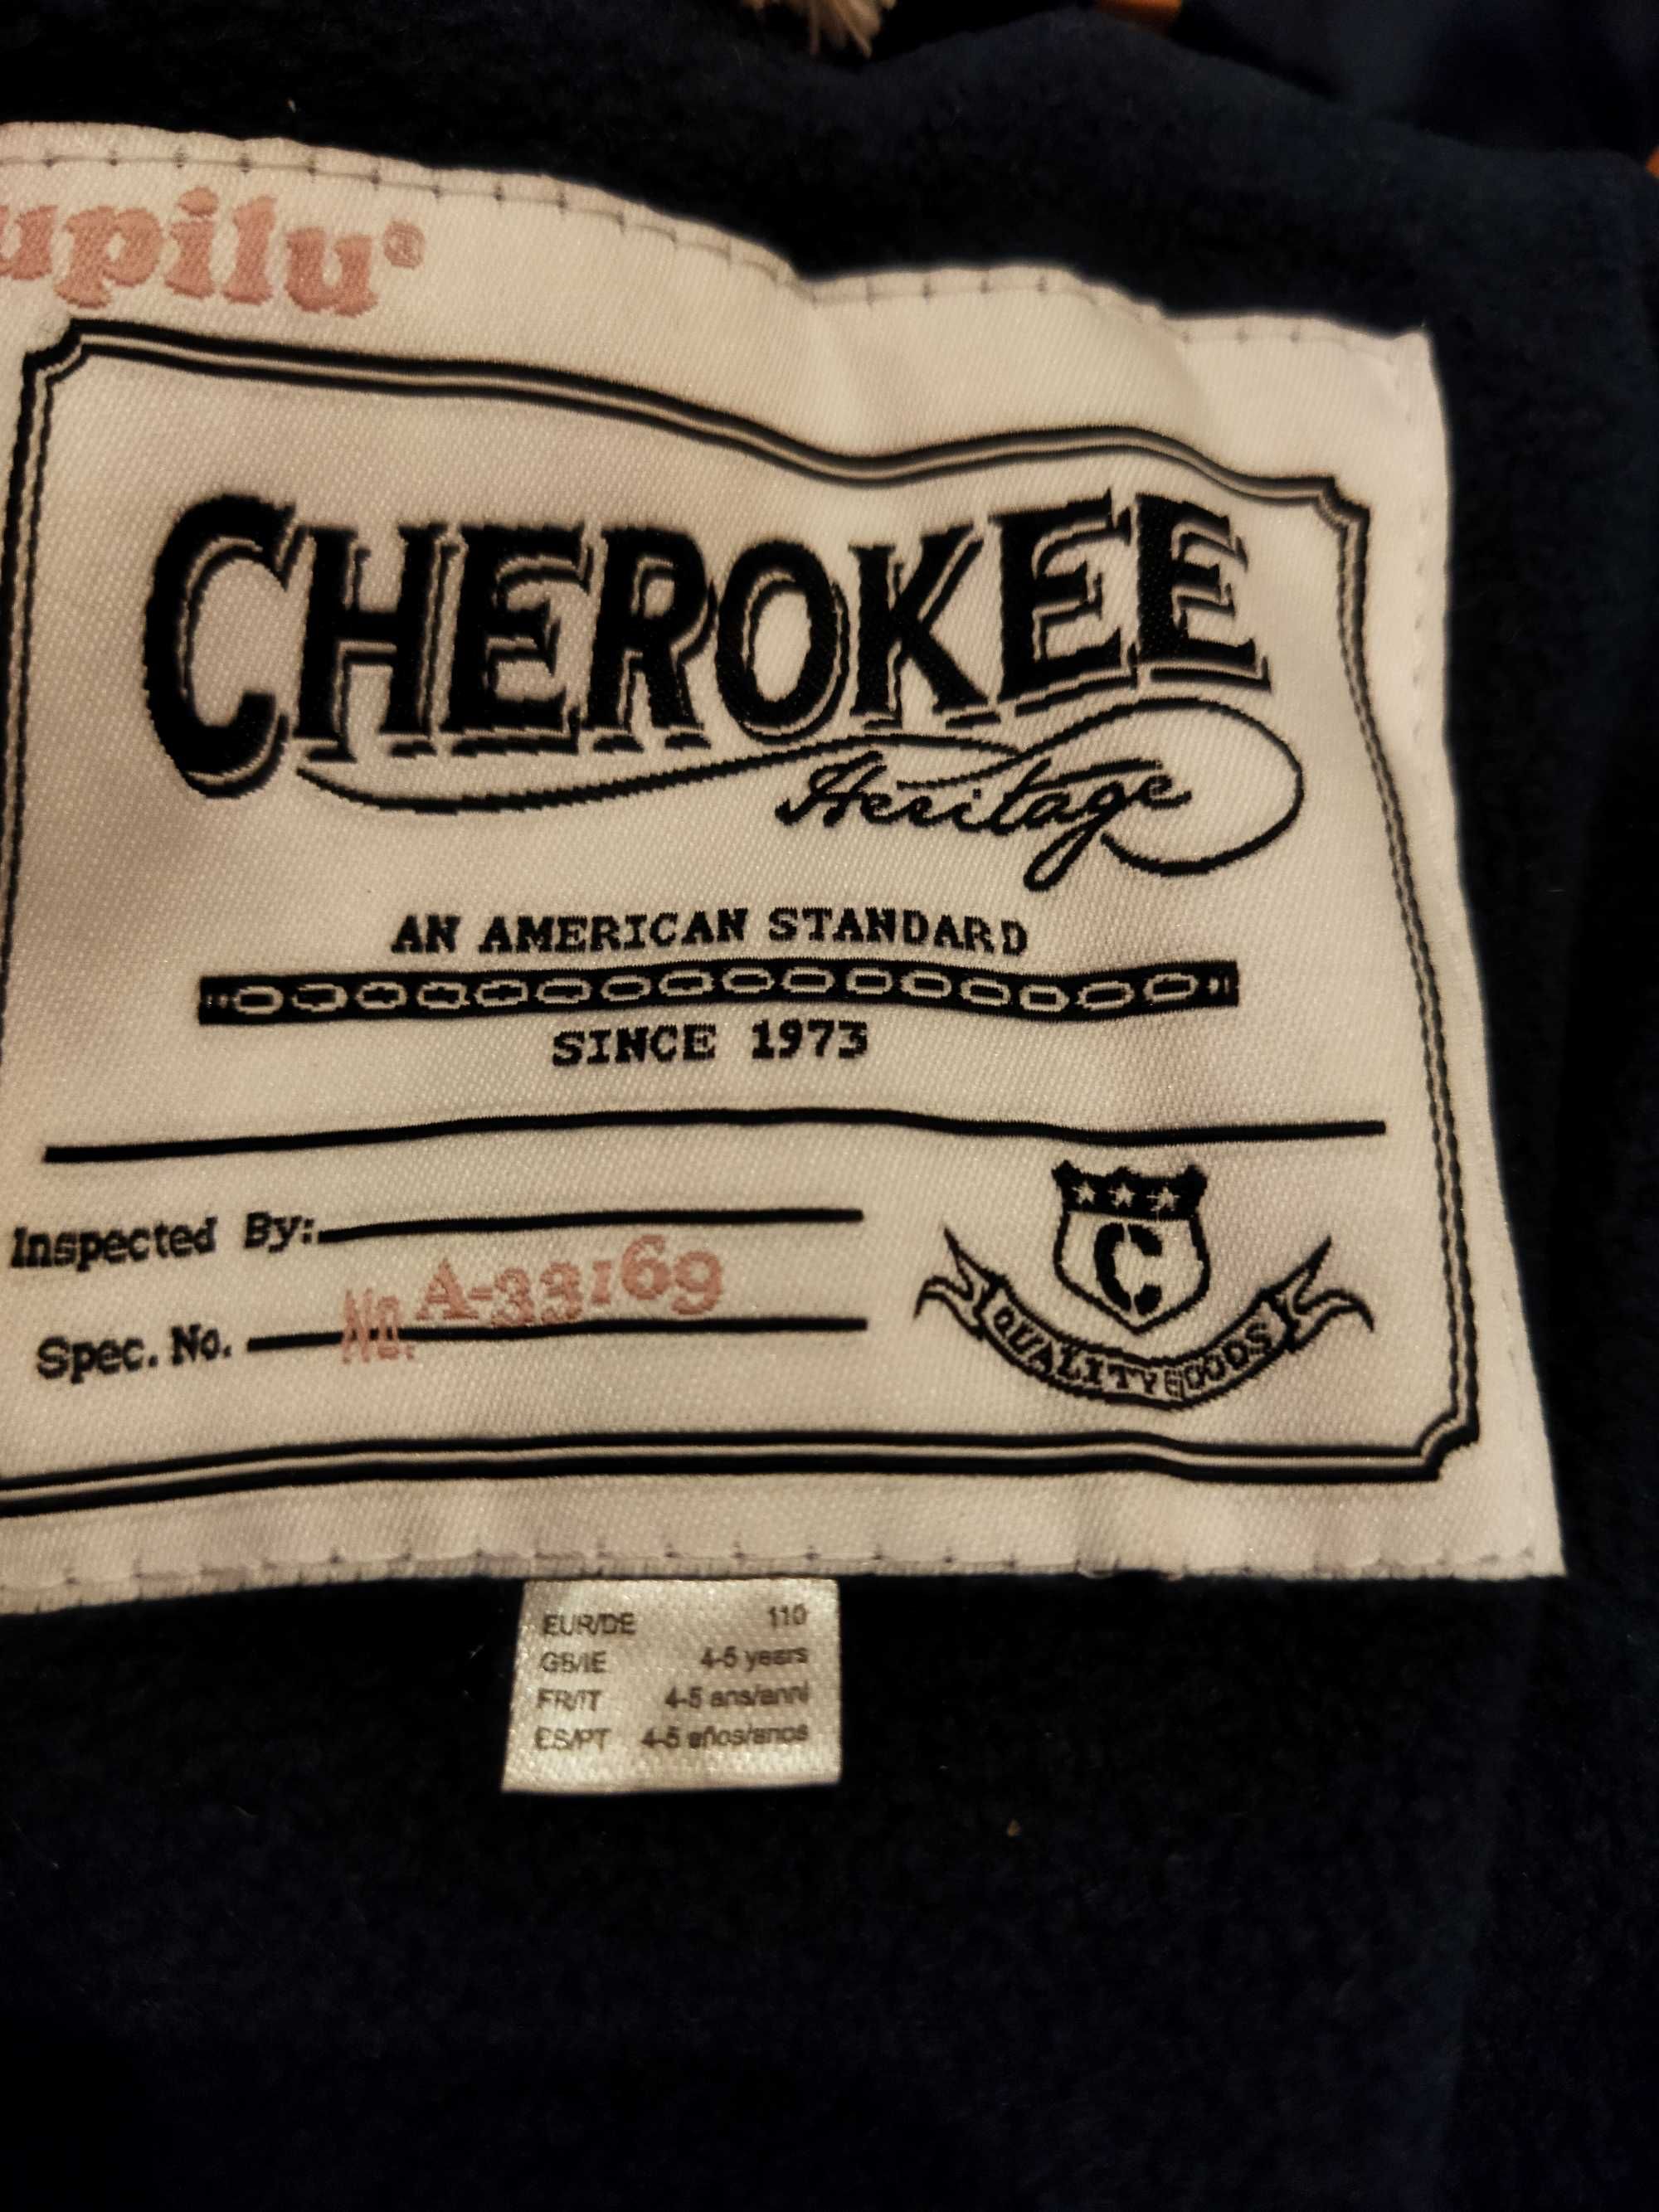 upilu®
CHEROKEE
Heritage
AN AMERICAN STANDARD
SINCE 1973
Inspected By:
Spec. No.
No. A-33169
C
QUALITY GOODS
EUR/DE 110
GB/IE 4-5 years
FR/IT 4-5 ans/anni
ES/PT 4-5 años/anos